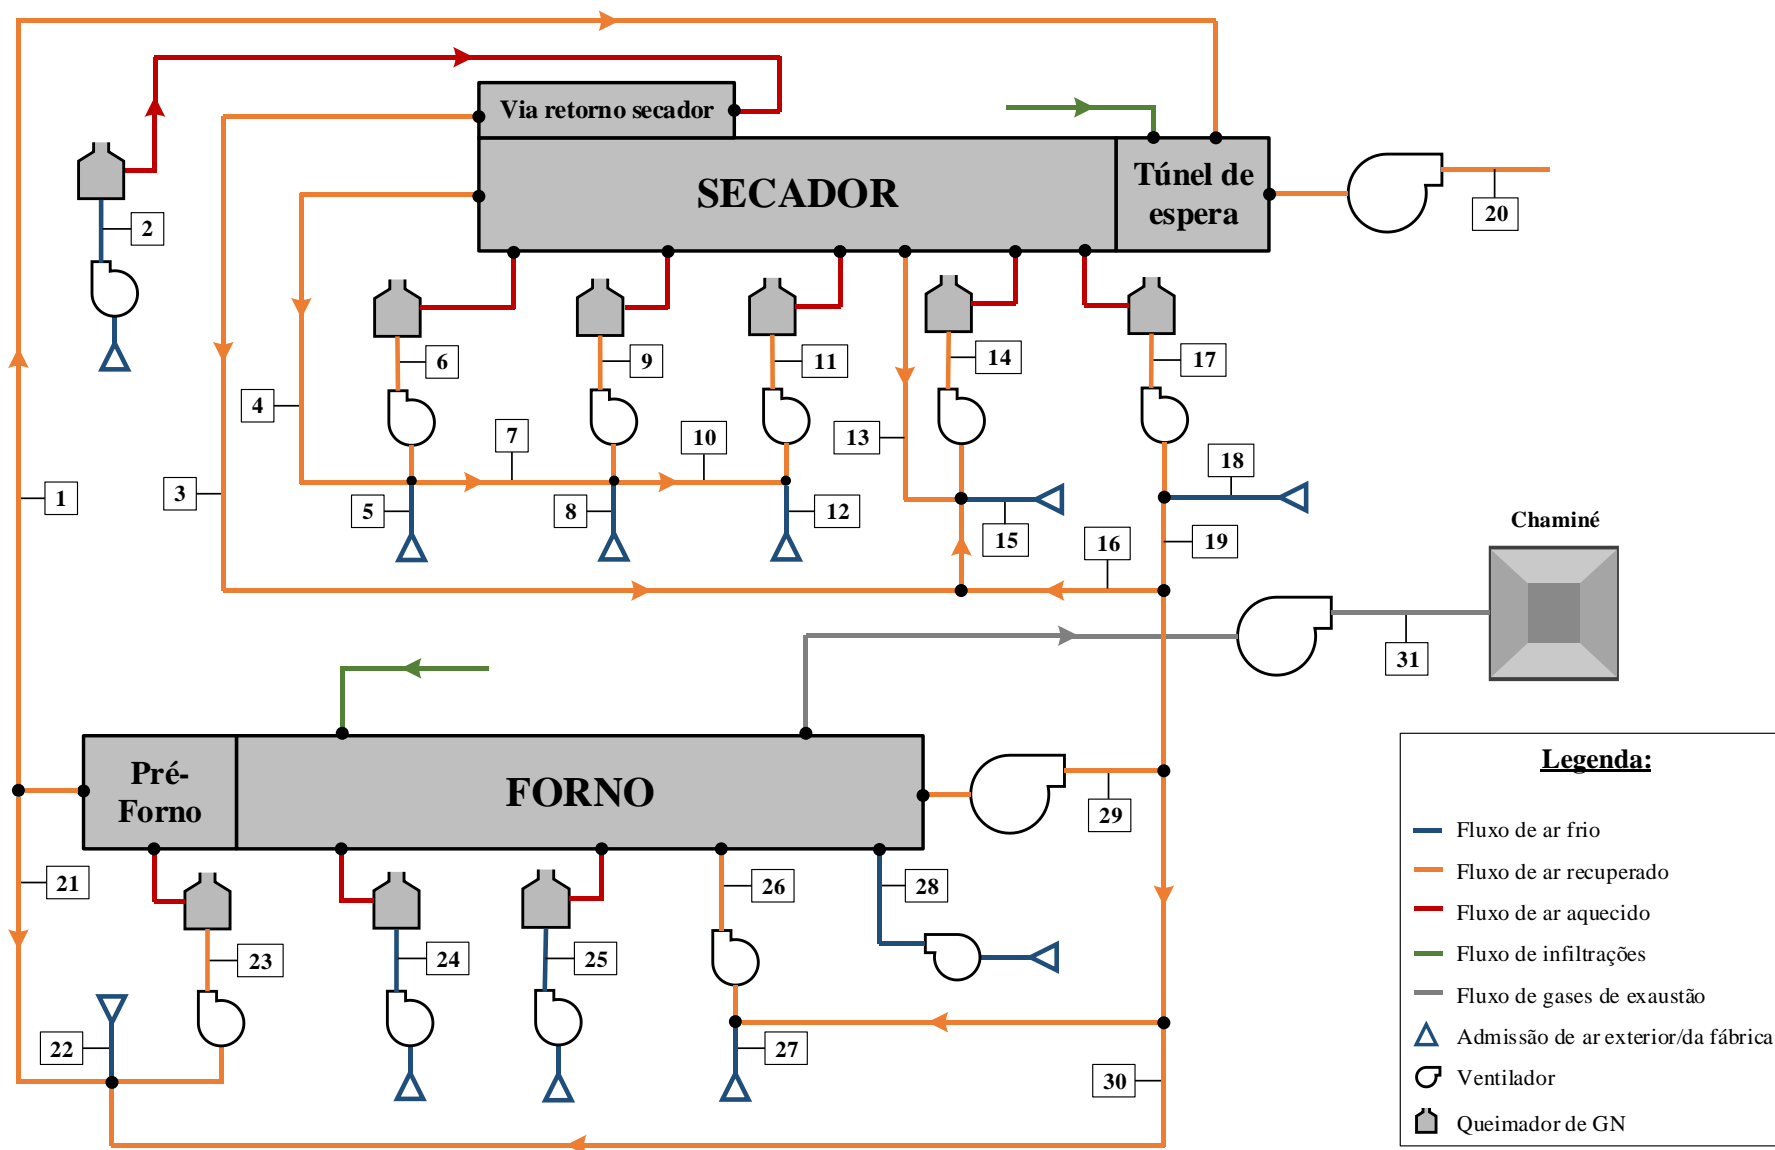 Via retorno secador
SECADOR
Túnel de
espera
20
2
6
9
11
14
17
4
7
10
13
18
1
3
5
8
12
15
16
19
Chaminé
31
Pré-
Forno
FORNO
29
21
26
28
23
24
25
22
27
30
Legenda:
Fluxo de ar frio
Fluxo de ar recuperado
Fluxo de ar aquecido
Fluxo de infiltrações
Fluxo de gases de exaustão
Admissão de ar exterior/da fábrica
Ventilador
Queimador de GN